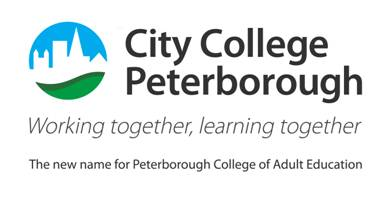 City College
Peterborough
Working together, learning together
The new name for Peterborough College of Adult Education